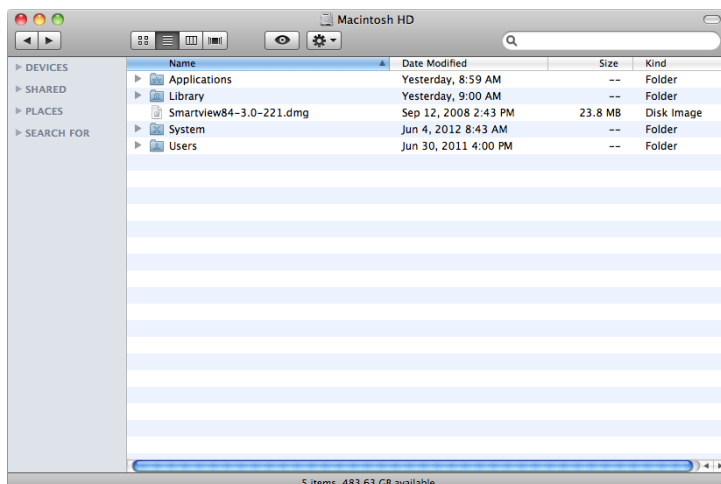 Macintosh HD
DEVICES
SHARED
PLACES
SEARCH FOR
Name Date Modified Size Kind
Applications Yesterday, 8:59 AM -- Folder
Library Yesterday, 9:00 AM -- Folder
Smartview84-3.0-221.dmg Sep 12, 2008 2:43 PM 23.8 MB Disk Image
System Jun 4, 2012 8:43 AM -- Folder
Users Jun 30, 2011 4:00 PM -- Folder
5 items, 483.63 GB available